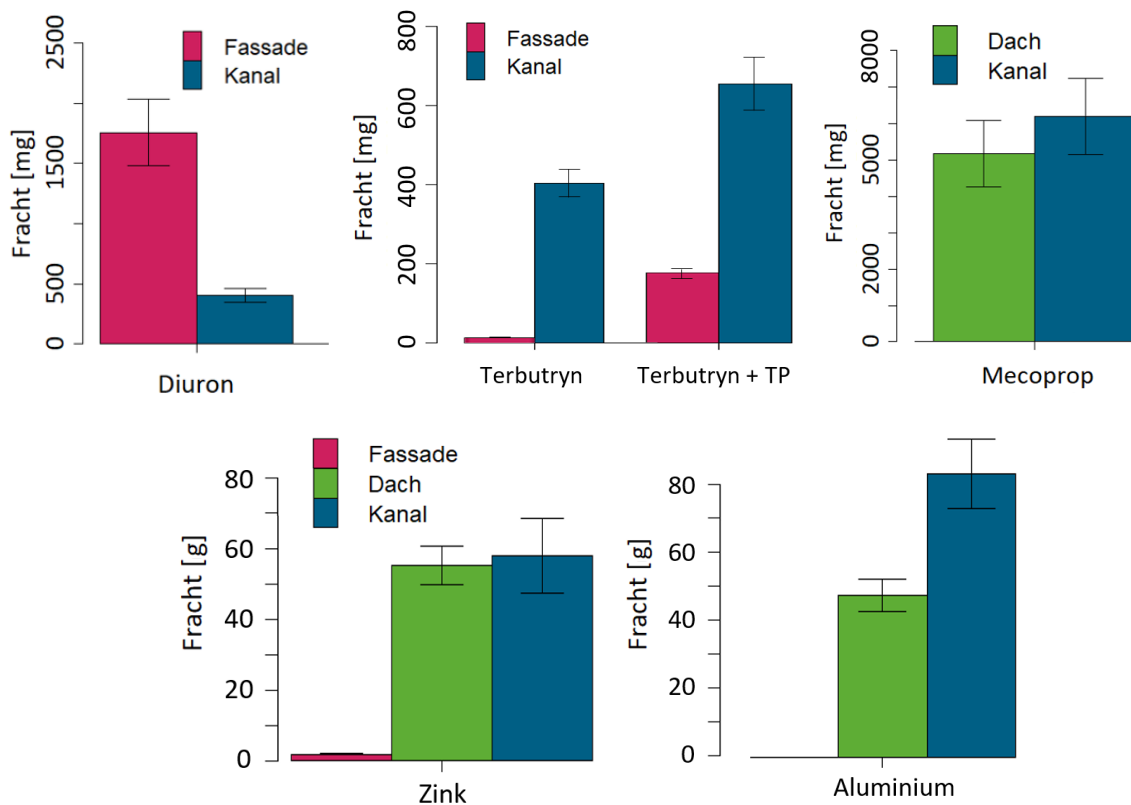 Fassade
Kanal
Fracht [mg]
2500
1500
500
0
Diuron
Fassade
Kanal
Fracht [mg]
800
600
400
200
0
Terbutryn
Terbutryn + TP
Dach
Kanal
Fracht [mg]
8000
5000
2000
0
Mecoprop
Fassade
Dach
Kanal
Fracht [g]
80
60
40
20
0
Zink
Fracht [g]
80
60
40
20
0
Aluminium